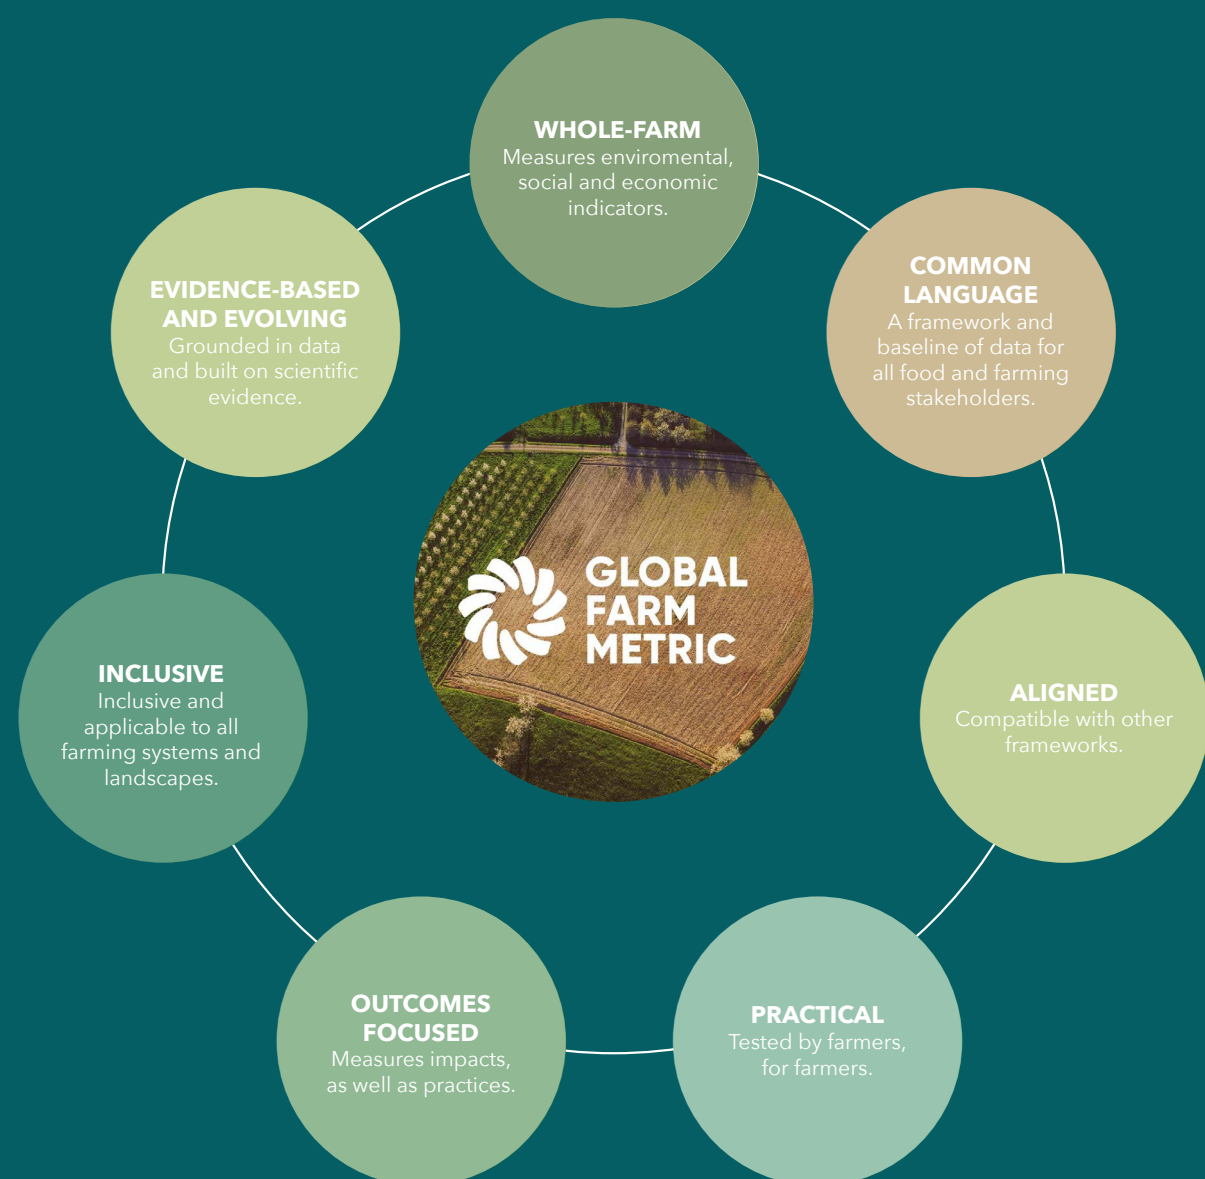 WHOLE-FARM
Measures enviromental,
social and economic
indicators.
COMMON
LANGUAGE
A framework and
baseline of data for
all food and farming
stakeholders.
ALIGNED
Compatible with other
frameworks.
PRACTICAL
Tested by farmers,
for farmers.
OUTCOMES
FOCUSED
Measures impacts,
as well as practices.
INCLUSIVE
Inclusive and
applicable to all
farming systems and
landscapes.
EVIDENCE-BASED
AND EVOLVING
Grounded in data
and built on scientific
evidence.
GLOBAL
FARM
METRIC